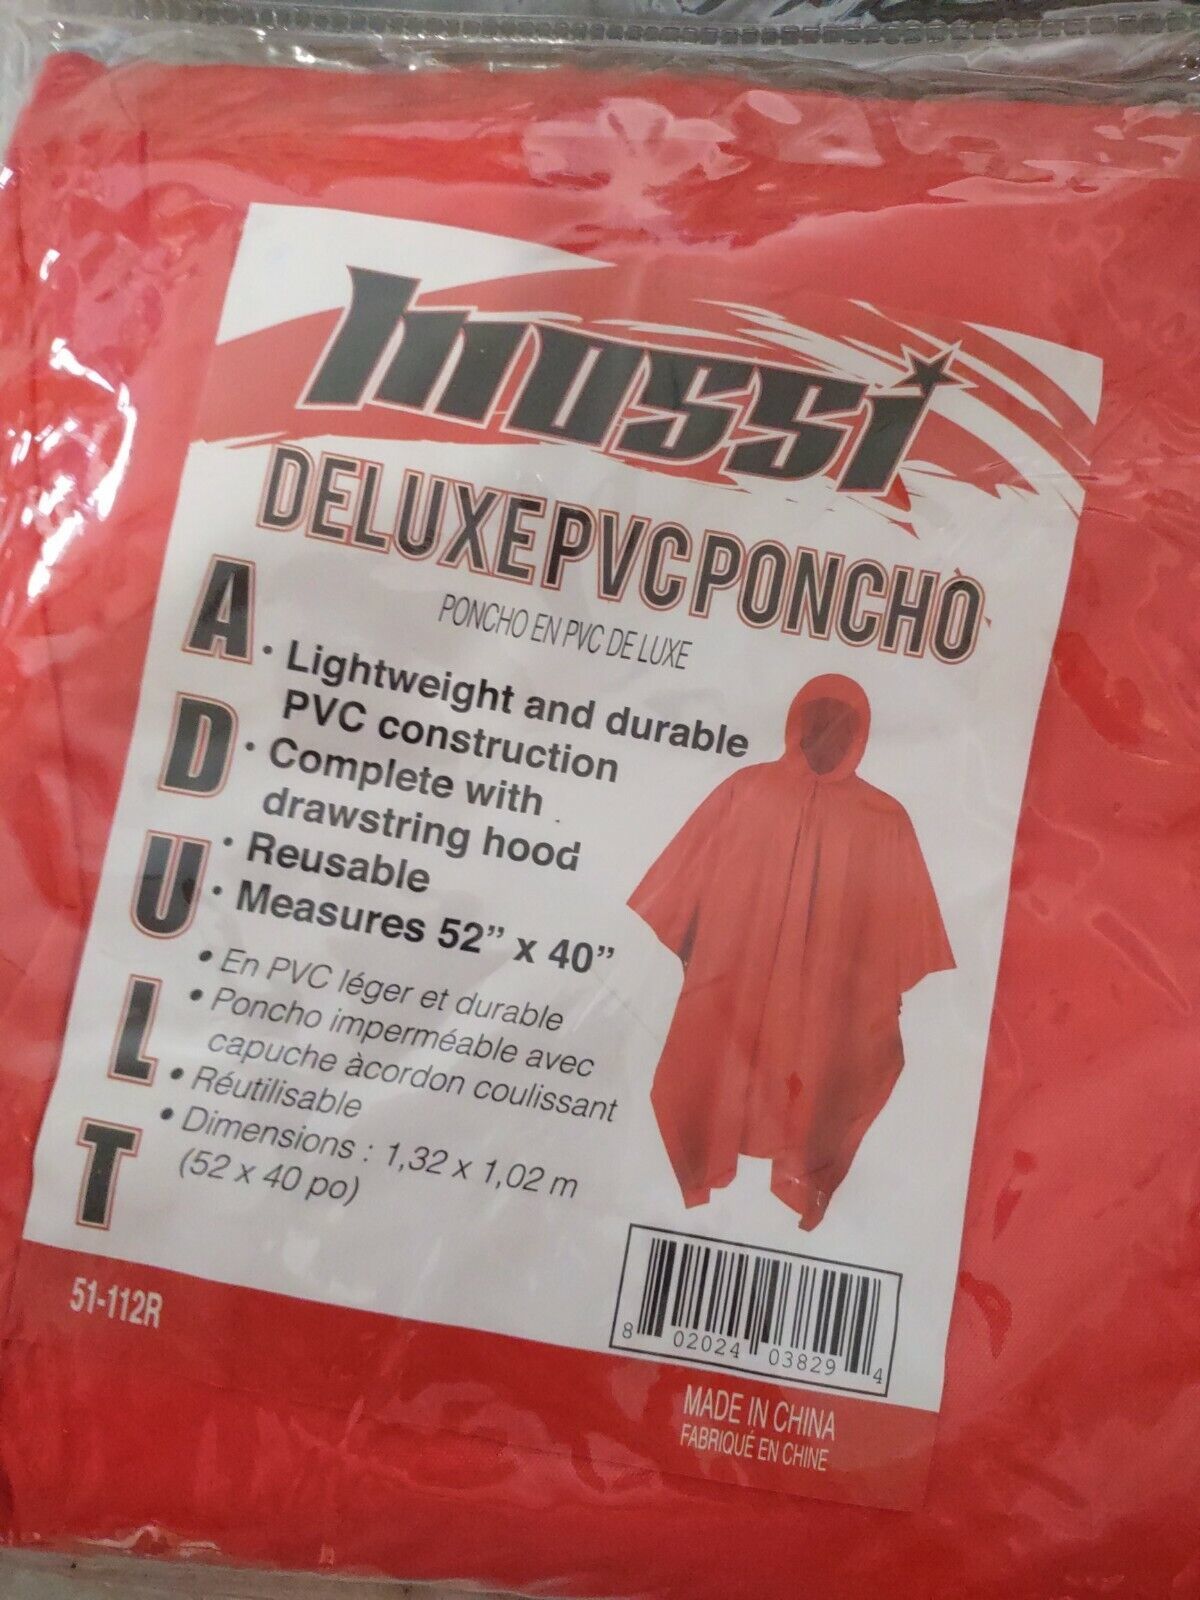 mossi
DELUXE PVC PONCHO
PONCHO EN PVC DE LUXE
ADULT
• Lightweight and durable
PVC construction
• Complete with
drawstring hood
• Reusable
• Measures 52” x 40”
• En PVC léger et durable
• Poncho imperméable avec
capuche àcordon coulissant
• Réutilisable
• Dimensions : 1,32 x 1,02 m
(52 x 40 po)
51-112R
8 02024 03829 4
MADE IN CHINA
FABRIQUÉ EN CHINE